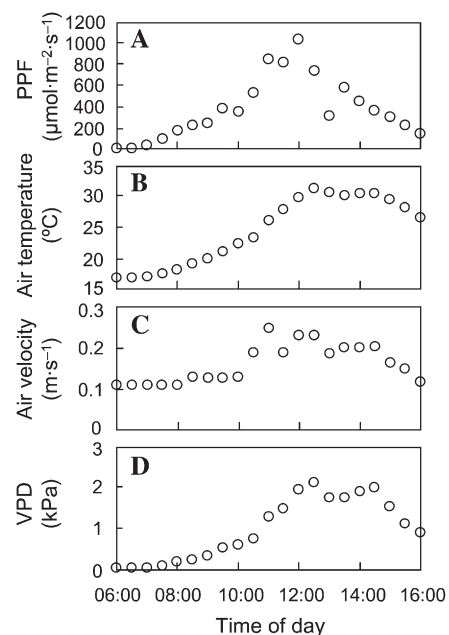 A
PPF
(μmol·m−2·s−1)
1200
1000
800
600
400
200
0
B
Air temperature
(ºC)
35
30
25
20
15
C
Air velocity
(m·s−1)
0.3
0.2
0.1
0
D
VPD
(kPa)
3
2
1
0
06:00 08:00 10:00 12:00 14:00 16:00
Time of day